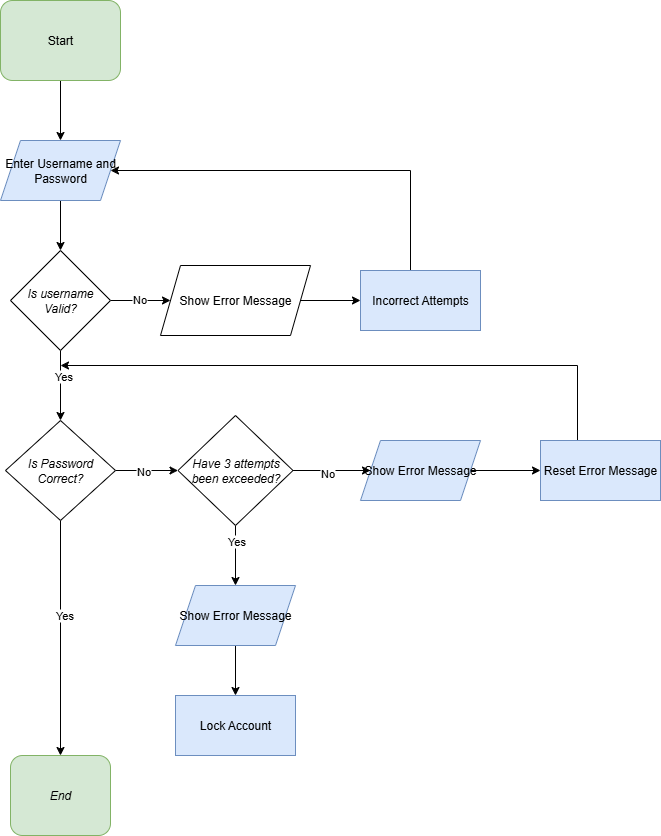 Start
Enter Username and
Password
Is username
Valid?
No
Show Error Message
Incorrect Attempts
Yes
Is Password
Correct?
No
Have 3 attempts
been exceeded?
No
Show Error Message
Reset Error Message
Yes
Show Error Message
Yes
Lock Account
End